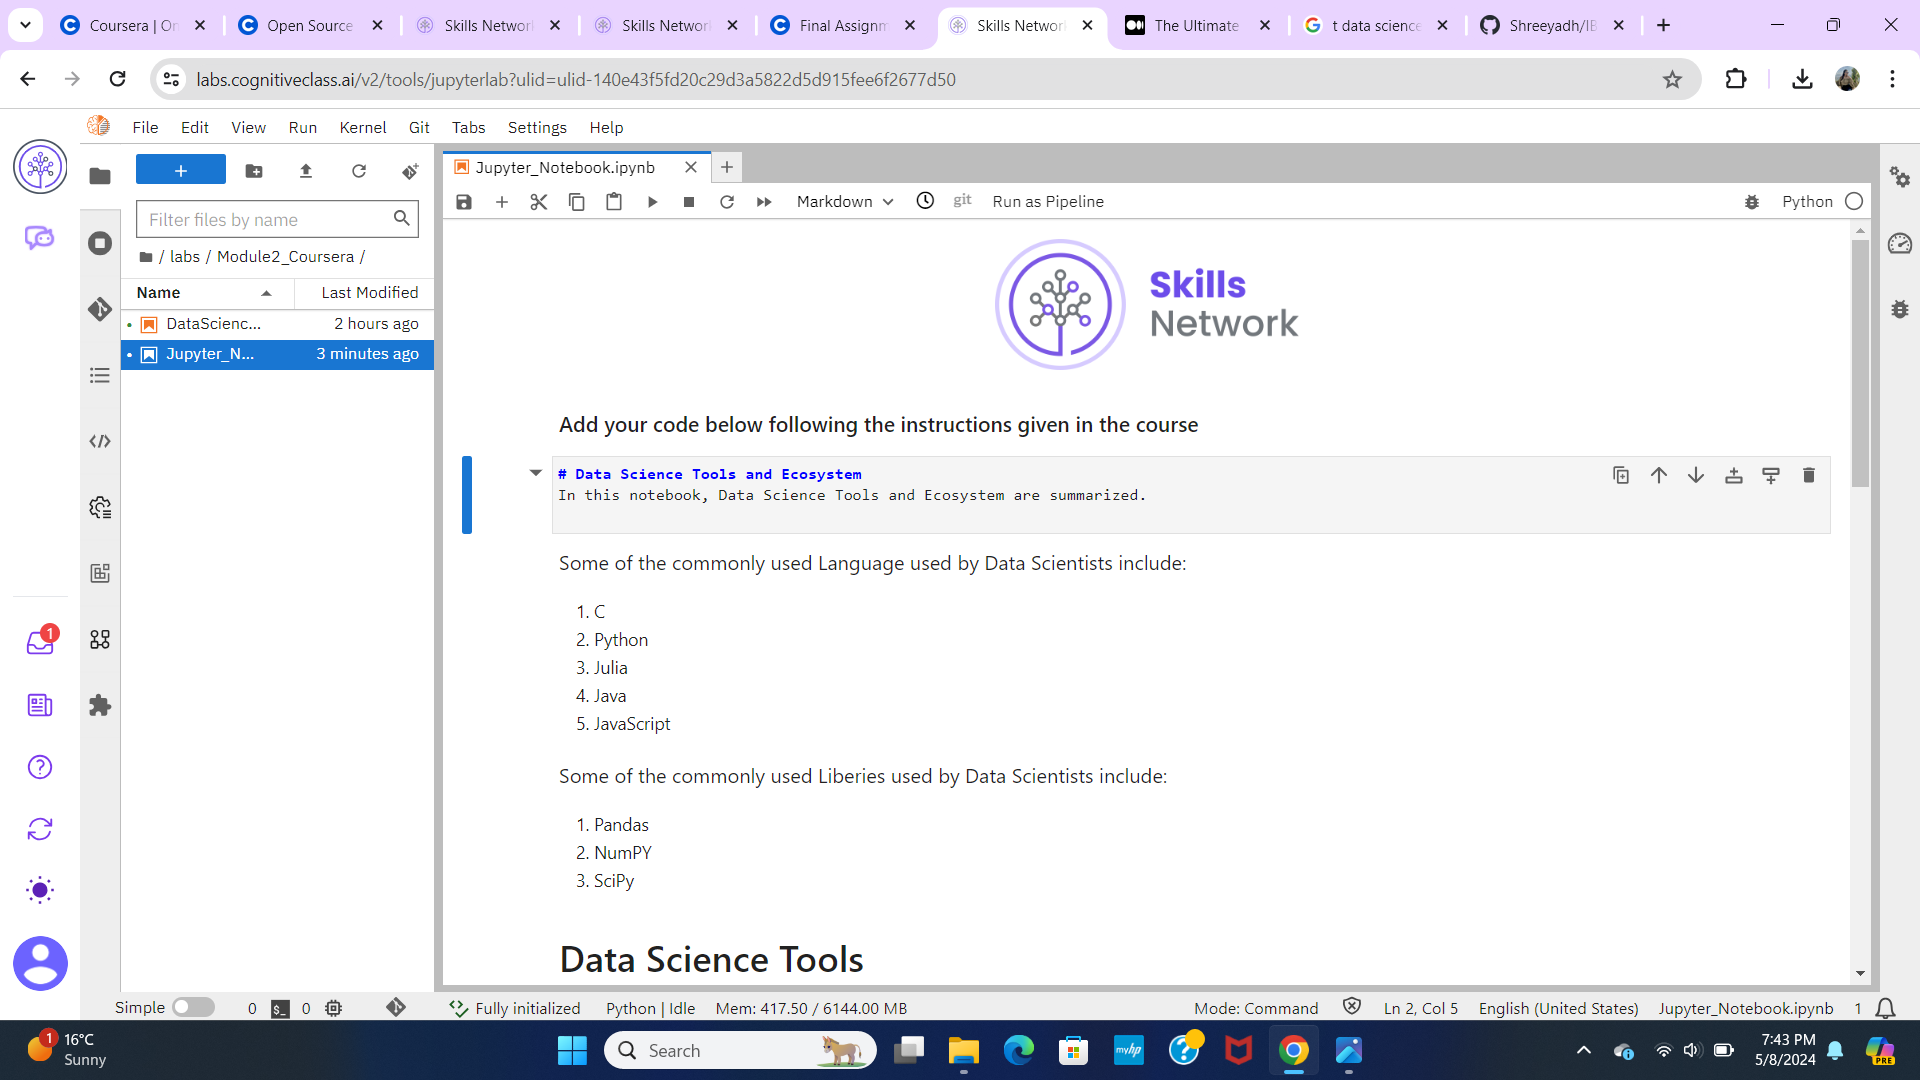 Coursera | On
Open Source
Skills Networ
Skills Networ
Final Assignm
Skills Networ
The Ultimate
t data science
Shreeyadh/IB
labs.cognitiveclass.ai/v2/tools/jupyterlab?ulid=ulid-140e43f5fd20c29d3a5822d5d915fee6f2677d50
File Edit View Run Kernel Git Tabs Settings Help
Filter files by name
/ labs / Module2_Coursera /
Name Last Modified
DataScienc... 2 hours ago
Jupyter_N... 3 minutes ago
Jupyter_Notebook.ipynb
Markdown git Run as Pipeline Python
Skills
Network
Add your code below following the instructions given in the course
# Data Science Tools and Ecosystem
In this notebook, Data Science Tools and Ecosystem are summarized.
Some of the commonly used Language used by Data Scientists include:
1. C
2. Python
3. Julia
4. Java
5. JavaScript
Some of the commonly used Liberies used by Data Scientists include:
1. Pandas
2. NumPY
3. SciPy
Data Science Tools
1
Simple 0 0 Fully initialized Python | Idle Mem: 417.50 / 6144.00 MB Mode: Command Ln 2, Col 5 English (United States) Jupyter_Notebook.ipynb 1
1
16°C
Sunny
Search
myhp
7:43 PM
5/8/2024
PRE